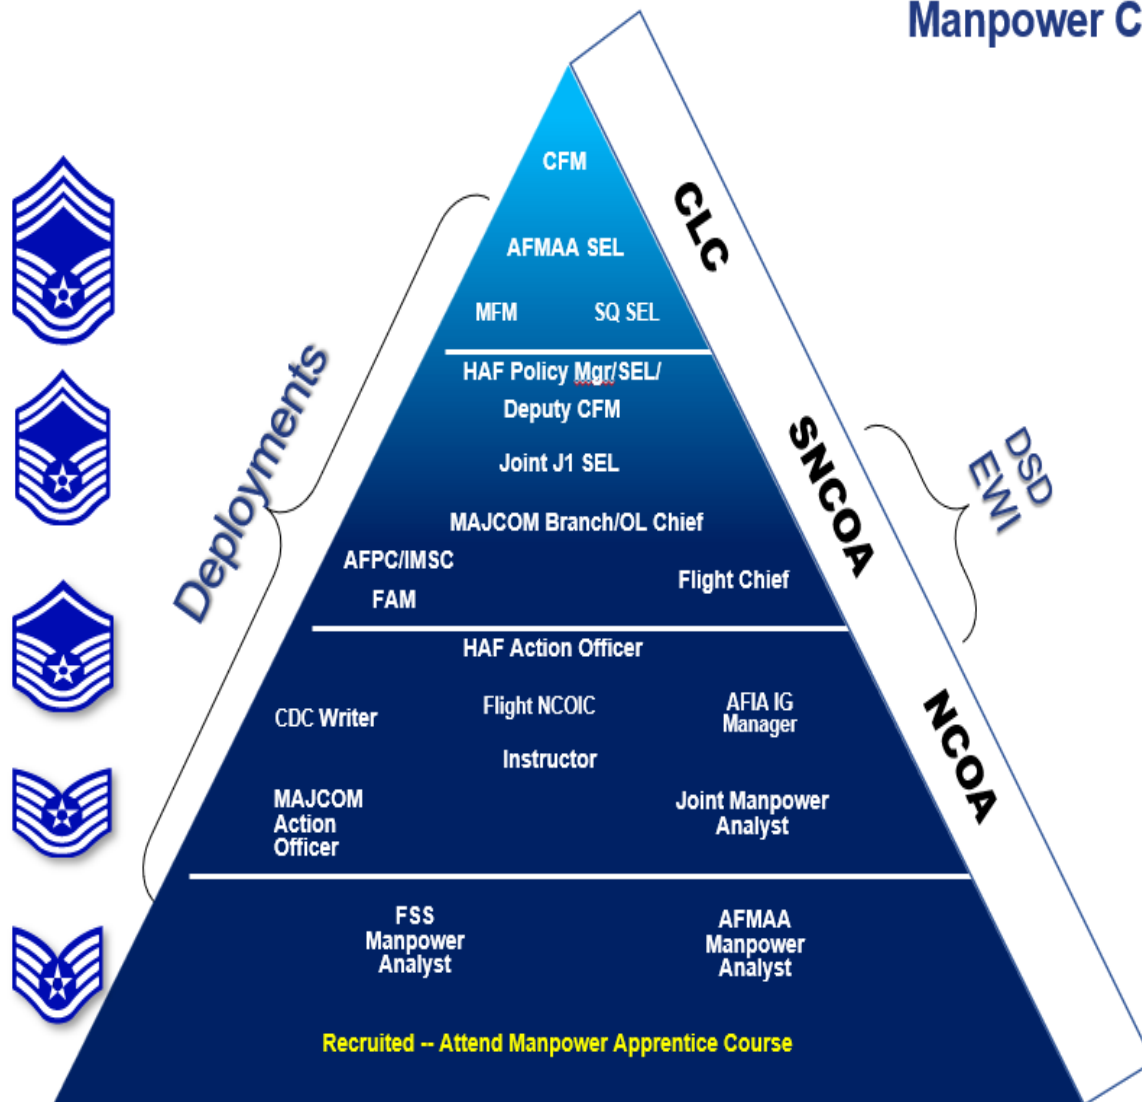 Manpower C
CFM
AFMAA SEL
MFM SQ SEL
HAF Policy Mgr/SEL/
Deputy CFM
Joint J1 SEL
MAJCOM Branch/OL Chief
AFPC/IMSC
FAM
Flight Chief
HAF Action Officer
CDC Writer
Flight NCOIC
AFIA IG
Manager
Instructor
MAJCOM
Action
Officer
Joint Manpower
Analyst
FSS
Manpower
Analyst
AFMAA
Manpower
Analyst
Recruited -- Attend Manpower Apprentice Course
Deployments
CLC
SNCOA
NCOA
DSD
EWI